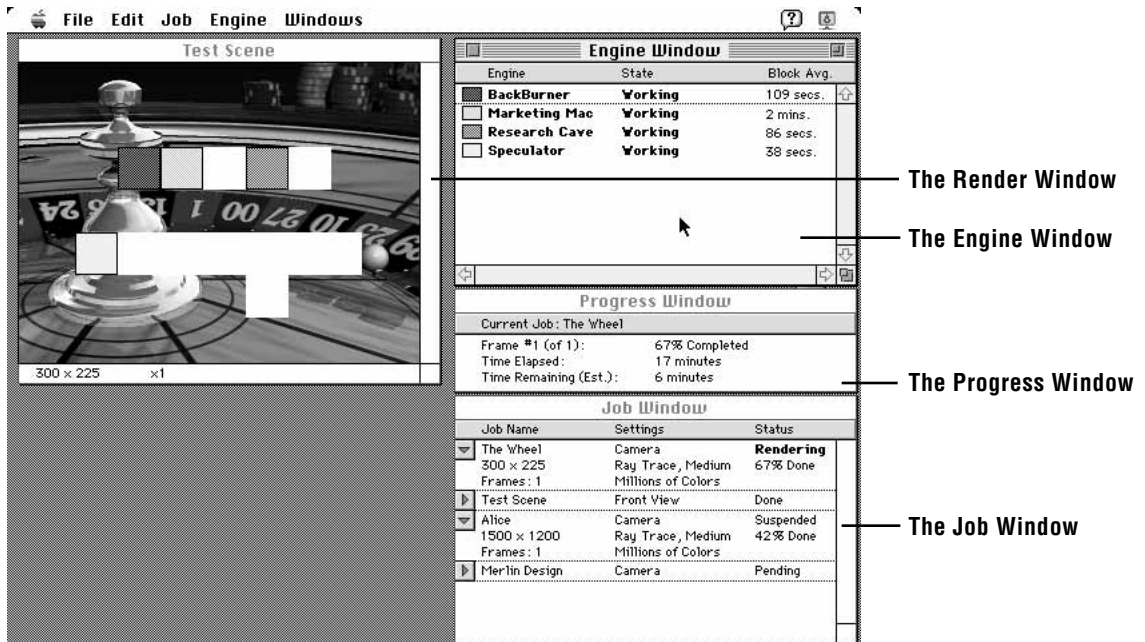 File Edit Job Engine Windows
Test Scene
00 27
300 × 225 ×1
Engine Window
Engine State Block Avg.
BackBurner Working 109 secs.
Marketing Mac Working 2 mins.
Research Cave Working 86 secs.
Speculator Working 38 secs.
Progress Window
Current Job: The Wheel
Frame #1 (of 1): 67% Completed
Time Elapsed: 17 minutes
Time Remaining (Est.): 6 minutes
Job Window
Job Name Settings Status
The Wheel Camera Rendering
300 × 225 Ray Trace, Medium 67% Done
Frames: 1 Millions of Colors
Test Scene Front View Done
Alice Camera Suspended
1500 × 1200 Ray Trace, Medium 42% Done
Frames: 1 Millions of Colors
Merlin Design Camera Pending
The Render Window
The Engine Window
The Progress Window
The Job Window